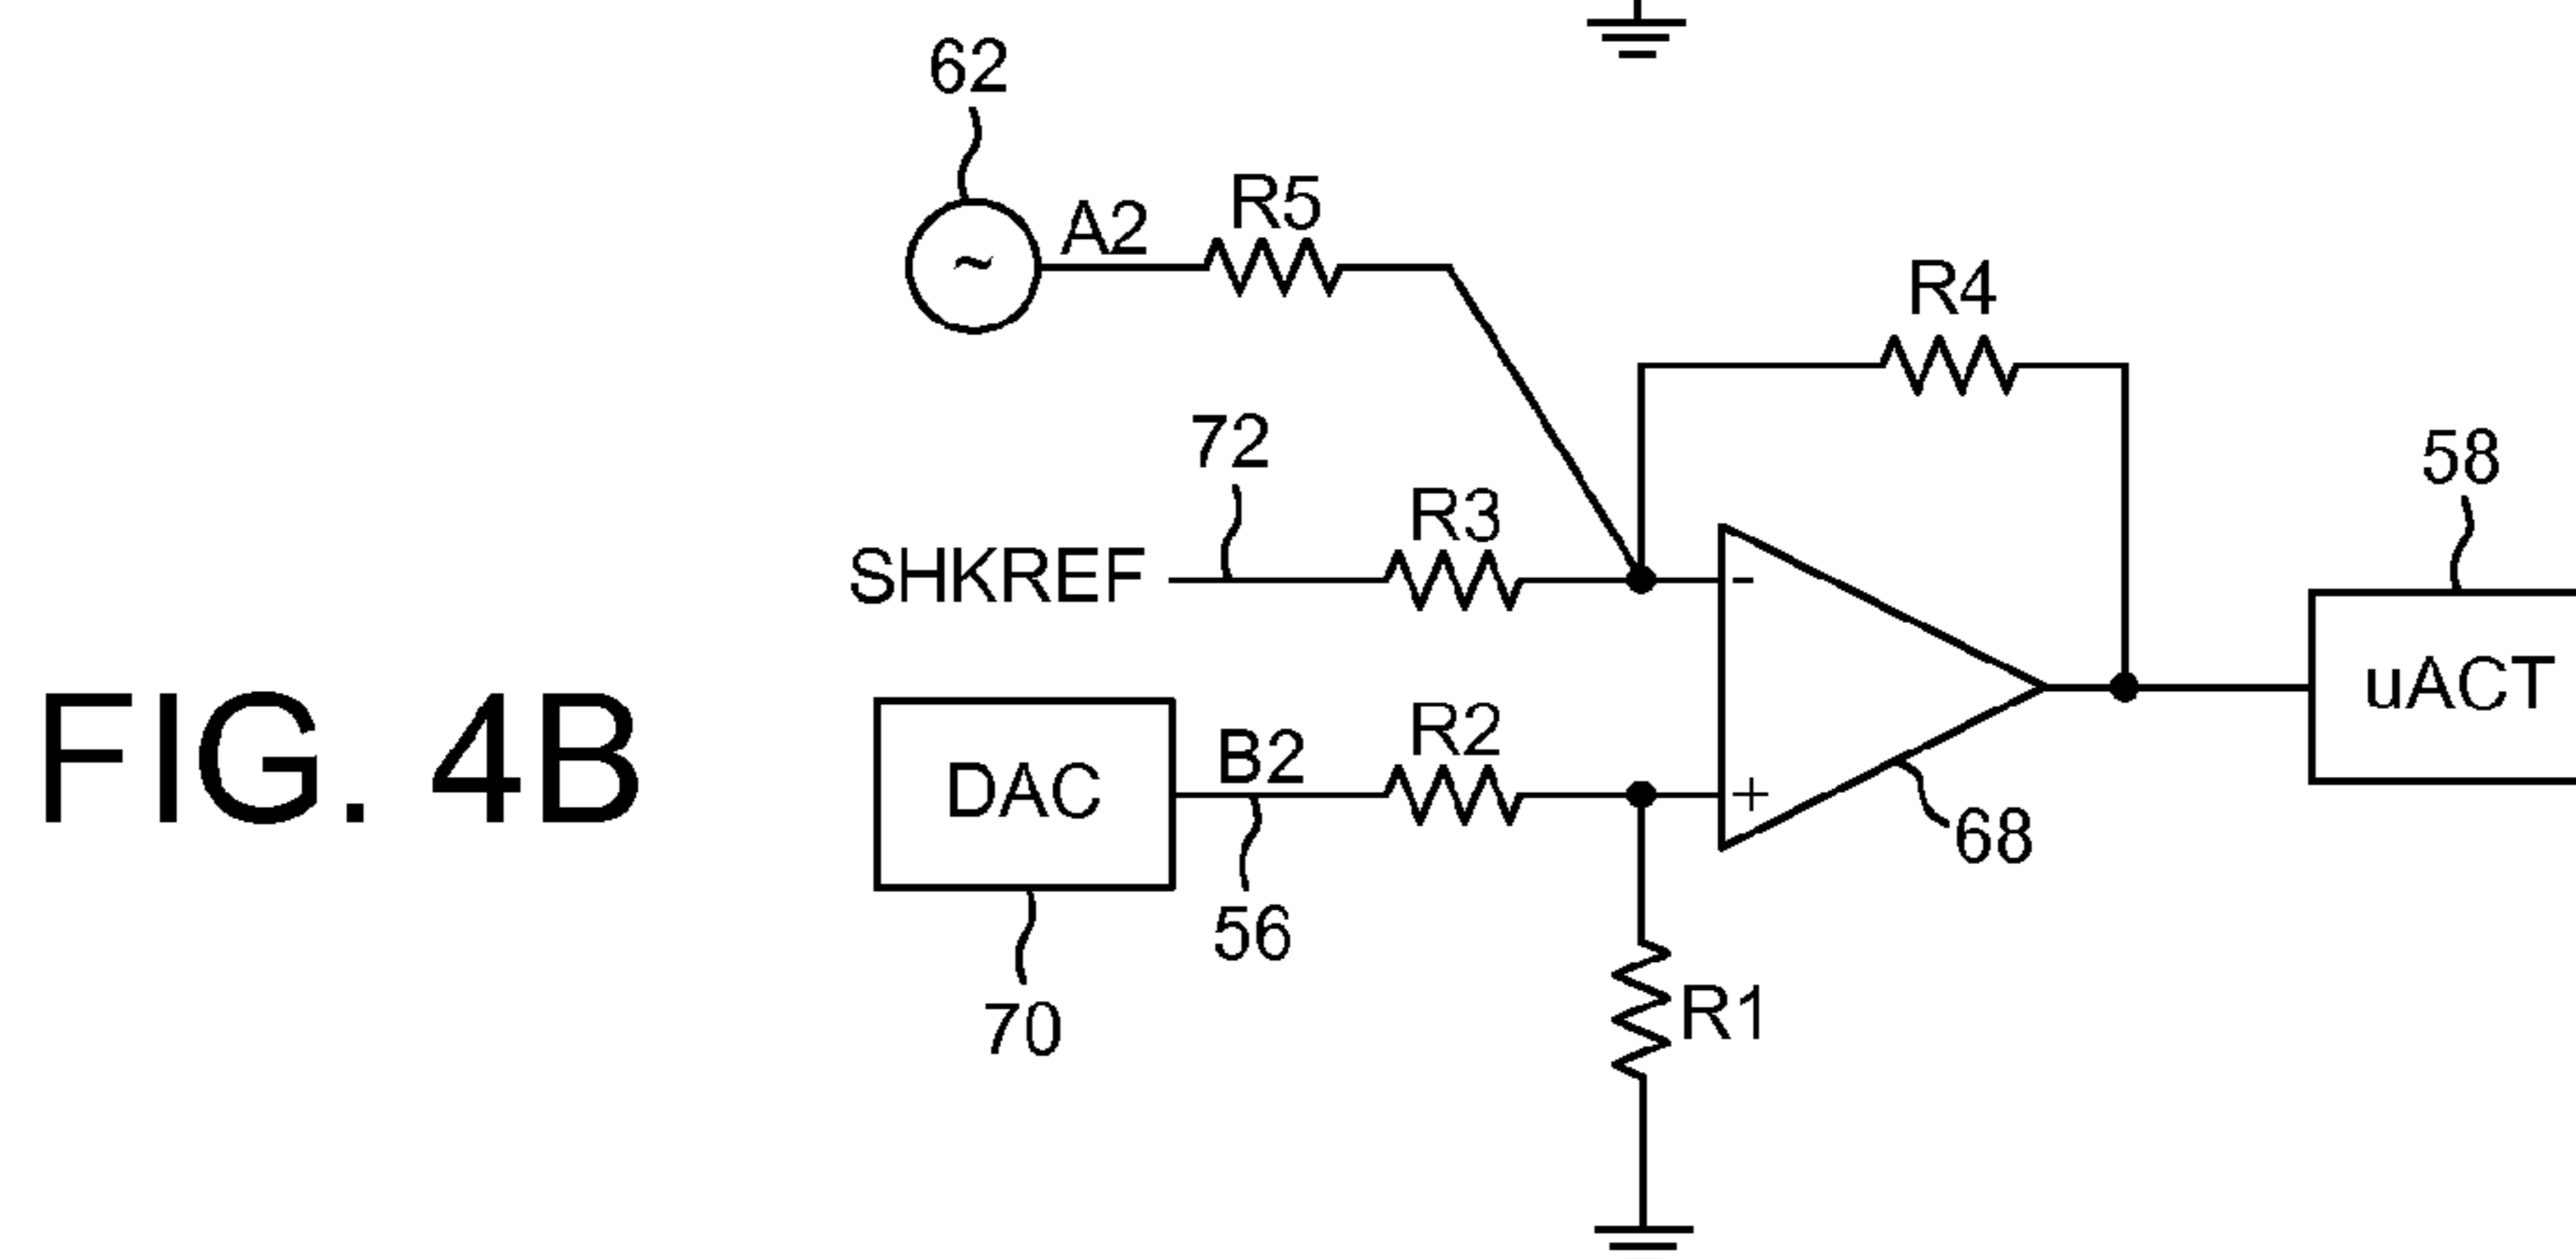 62
A2
R5
R4
72
58
SHKREF
R3
-
uACT
FIG. 4B
DAC
B2
R2
+
68
56
70
R1
~